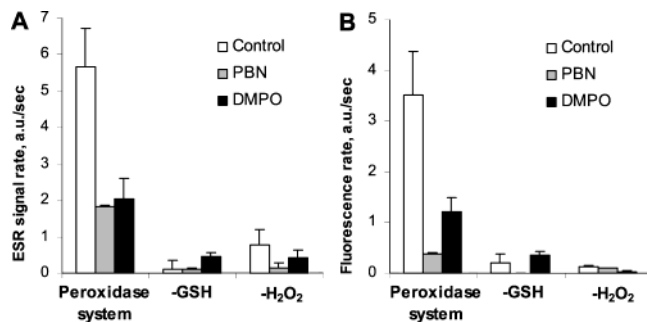 A
ESR signal rate, a.u./sec
7
6
5
4
3
2
1
0
Control
PBN
DMPO
Peroxidase system
-GSH
-H₂O₂
B
Fluorescence rate, a.u./sec
5
4
3
2
1
0
Control
PBN
DMPO
Peroxidase system
-GSH
-H₂O₂